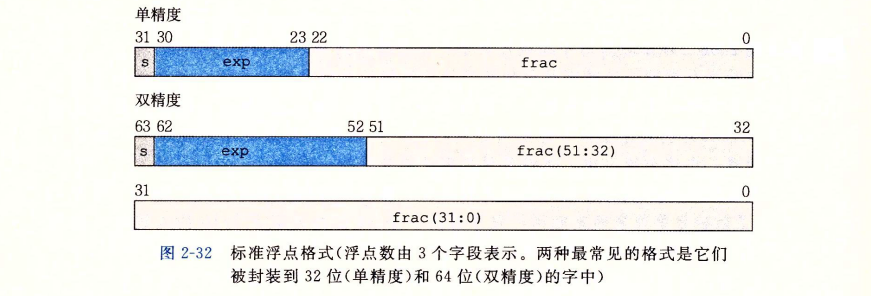 单精度
31 30 23 22 0
s exp frac
双精度
63 62 52 51 32
s exp frac(51:32)
31 0
frac(31:0)
图 2-32 标准浮点格式(浮点数由 3 个字段表示。两种最常见的格式是它们
被封装到 32 位(单精度)和 64 位(双精度)的字中)